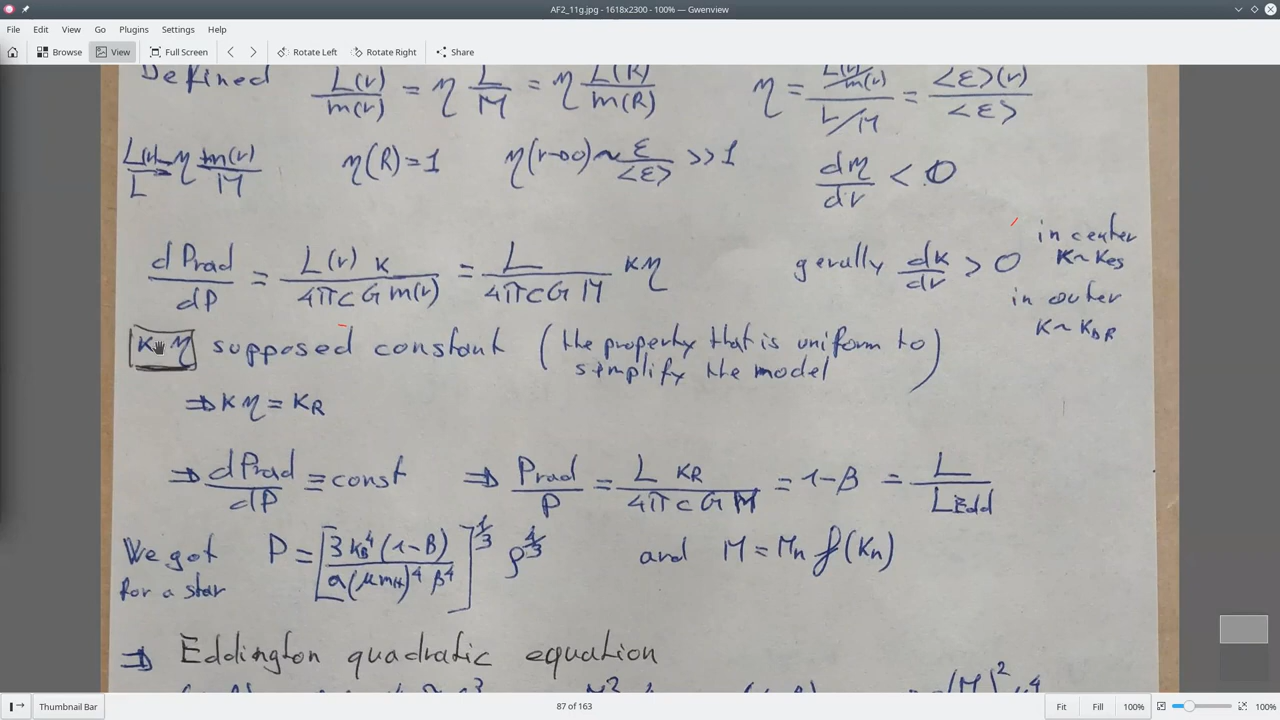 AF2_11g.jpg - 1618x2300 - 100% — Gwenview
File Edit View Go Plugins Settings Help
Browse View Full Screen Rotate Left Rotate Right Share
Defined L(r)/m(r) = η L/M = η L(R)/m(R) η = L(r)/m(r) / L/M = <ε>(r)/<ε>
L(r)/L = η m(r)/M η(R)=1 η(r→0) ~ ε/<ε> >> 1 dη/dr < 0
dPrad/dP = L(r) κ/4πcG m(r) = L/4πcGM κη gerally dκ/dr > 0 in center κ~κes
in outer κ~κbR
κη supposed constant (the property that is uniform to simplify the model)
⇒ κη = κR
⇒ dPrad/dP = const ⇒ Prad/P = L κR/4πcGM = 1-β = L/LEdd
We got for a star P = [3kB^4(1-β)/a(μmH)^4 β^4]^1/3 ρ^4/3 and M = Mn f(Kn)
⇒ Eddington quadratic equation
Thumbnail Bar 87 of 163 Fit Fill 100% 100%